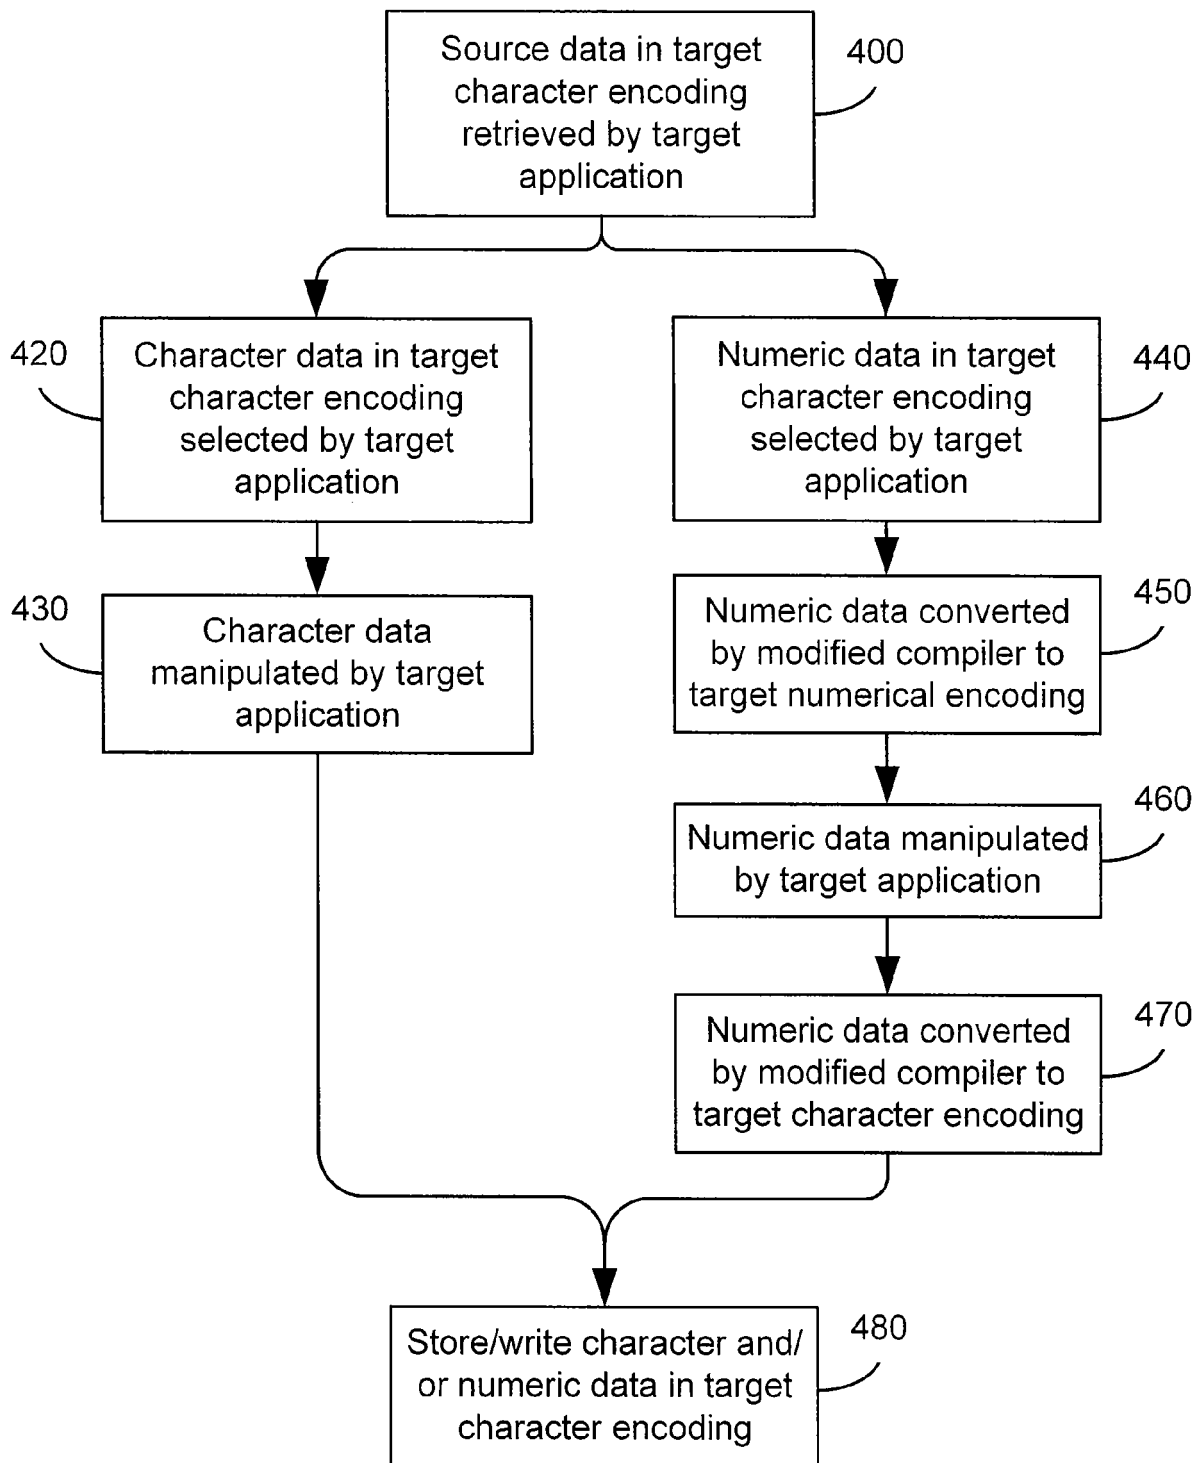 Source data in target
character encoding
retrieved by target
application
400
420
Character data in target
character encoding
selected by target
application
Numeric data in target
character encoding
selected by target
application
440
430
Character data
manipulated by target
application
Numeric data converted
by modified compiler to
target numerical encoding
450
Numeric data manipulated
by target application
460
Numeric data converted
by modified compiler to
target character encoding
470
Store/write character and/
or numeric data in target
character encoding
480